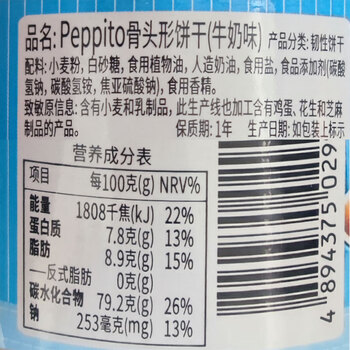 品名: Peppito骨头形饼干(牛奶味) 产品分类: 韧性饼干
配料: 小麦粉, 白砂糖, 食用植物油, 人造奶油, 食用盐, 食品添加剂(碳酸
氢钠, 碳酸氢铵, 焦亚硫酸钠), 食用香精。
致敏原信息: 含有小麦和乳制品, 此生产线也加工含有鸡蛋、花生和芝麻
制品的产品。 保质期: 1年 生产日期: 如包装上标示
营养成分表
项目 每100克(g) NRV%
能量 1808千焦(kJ) 22%
蛋白质 7.8克(g) 13%
脂肪 8.9克(g) 15%
——反式脂肪 0克(g)
碳水化合物 79.2克(g) 26%
钠 253毫克(mg) 13%
4 894375 029